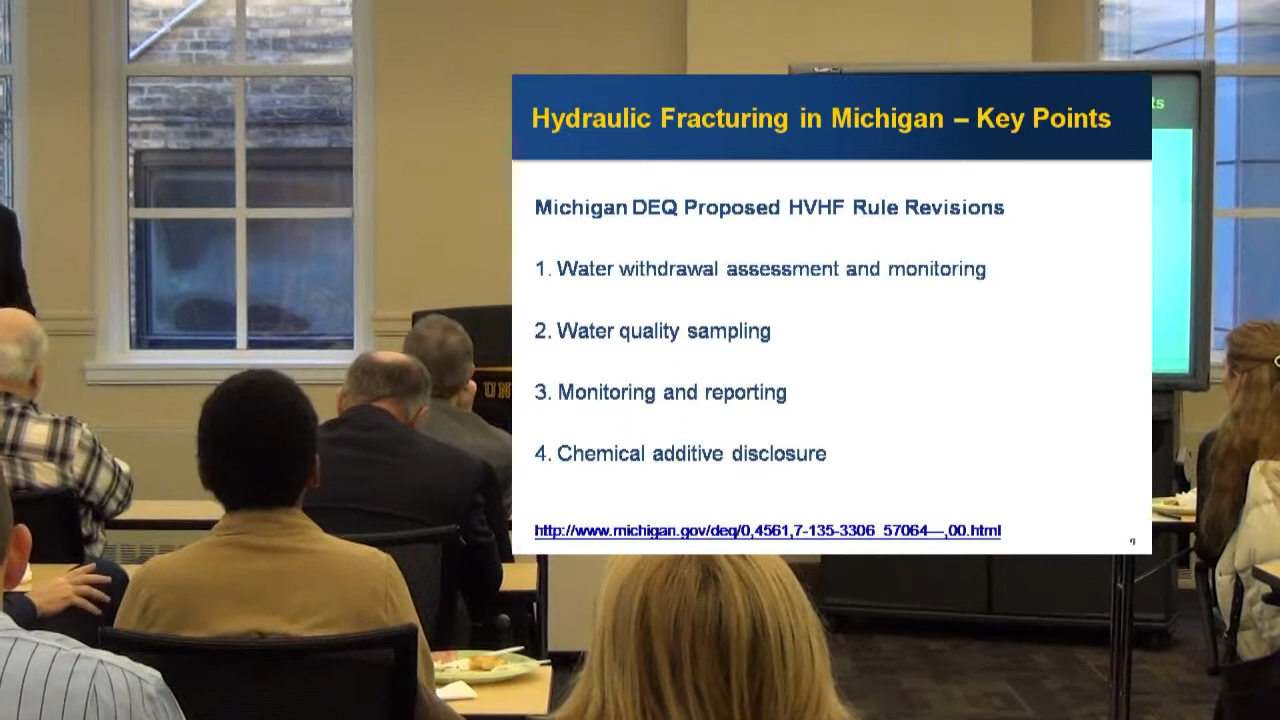 Hydraulic Fracturing in Michigan – Key Points
Michigan DEQ Proposed HVHF Rule Revisions
1. Water withdrawal assessment and monitoring
2. Water quality sampling
3. Monitoring and reporting
4. Chemical additive disclosure
http://www.michigan.gov/deq/0,4561,7-135-3306_57064—,00.html
ts
UN